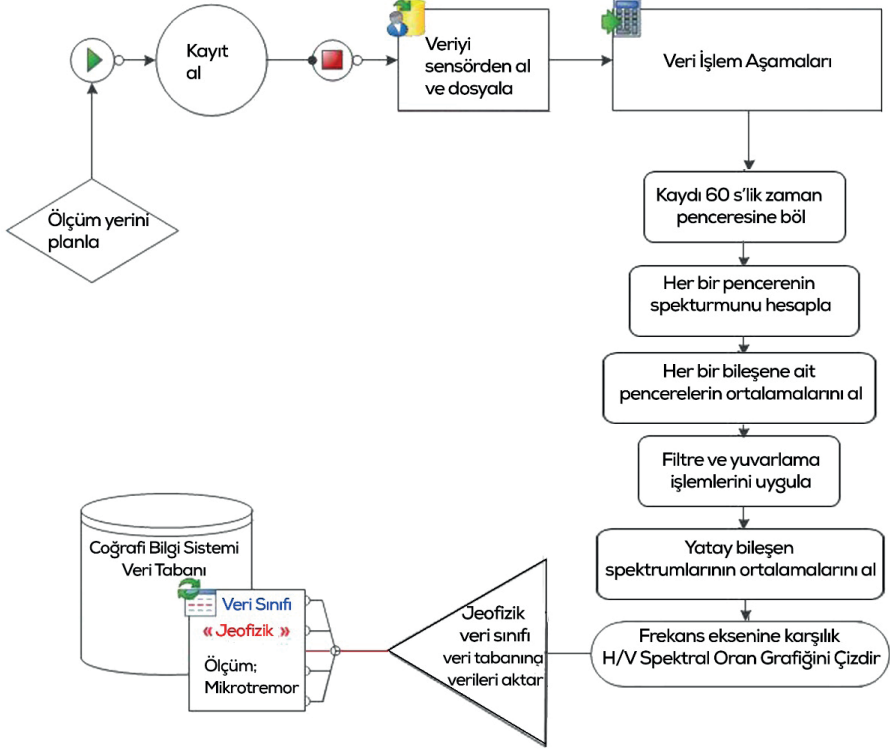 Kayıt
al
Veriyi
sensörden al
ve dosyala
Veri İşlem Aşamaları
Ölçüm yerini
planla
Kaydı 60 s'lik zaman
penceresine böl
Her bir pencerenin
spekturmunu hesapla
Her bir bileşene ait
pencerelerin ortalamalarını al
Filtre ve yuvarlama
işlemlerini uygula
Yatay bileşen
spektrumlarının ortalamalarını al
Frekans eksenine karşılık
H/V Spektral Oran Grafiğini Çizdir
Jeofizik
veri sınıfı
veri tabanına
verileri aktar
Coğrafi Bilgi Sistemi
Veri Tabanı
Veri Sınıfı
« Jeofizik »
Ölçüm;
Mikrotremor